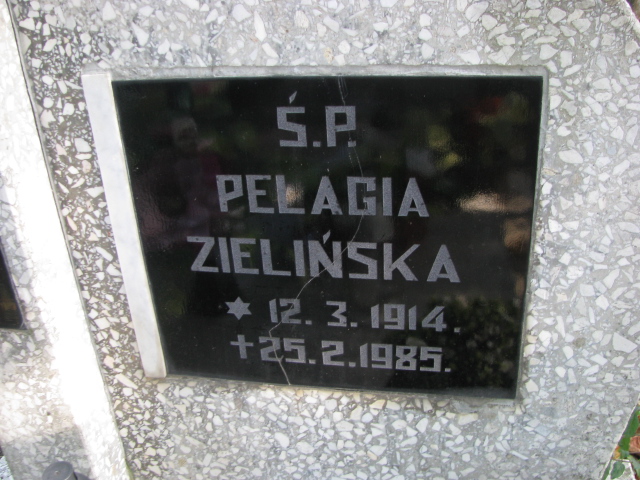 Ś.P.
PELAGIA
ZIELIŃSKA
✶ 12.3.1914.
✝25.2.1985.